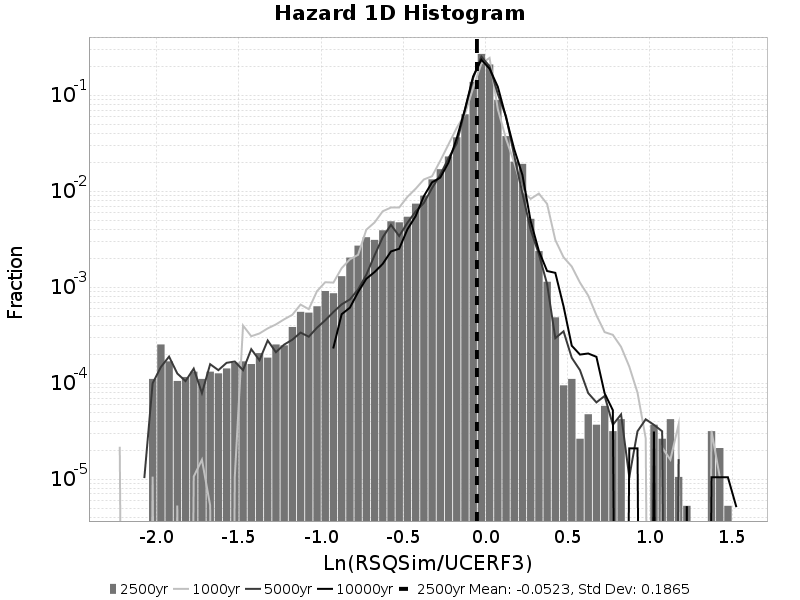 Hazard 1D Histogram
Fraction
10-1
10-2
10-3
10-4
10-5
-2.0 -1.5 -1.0 -0.5 0.0 0.5 1.0 1.5
Ln(RSQSim/UCERF3)
2500yr 1000yr 5000yr 10000yr 2500yr Mean: -0.0523, Std Dev: 0.1865